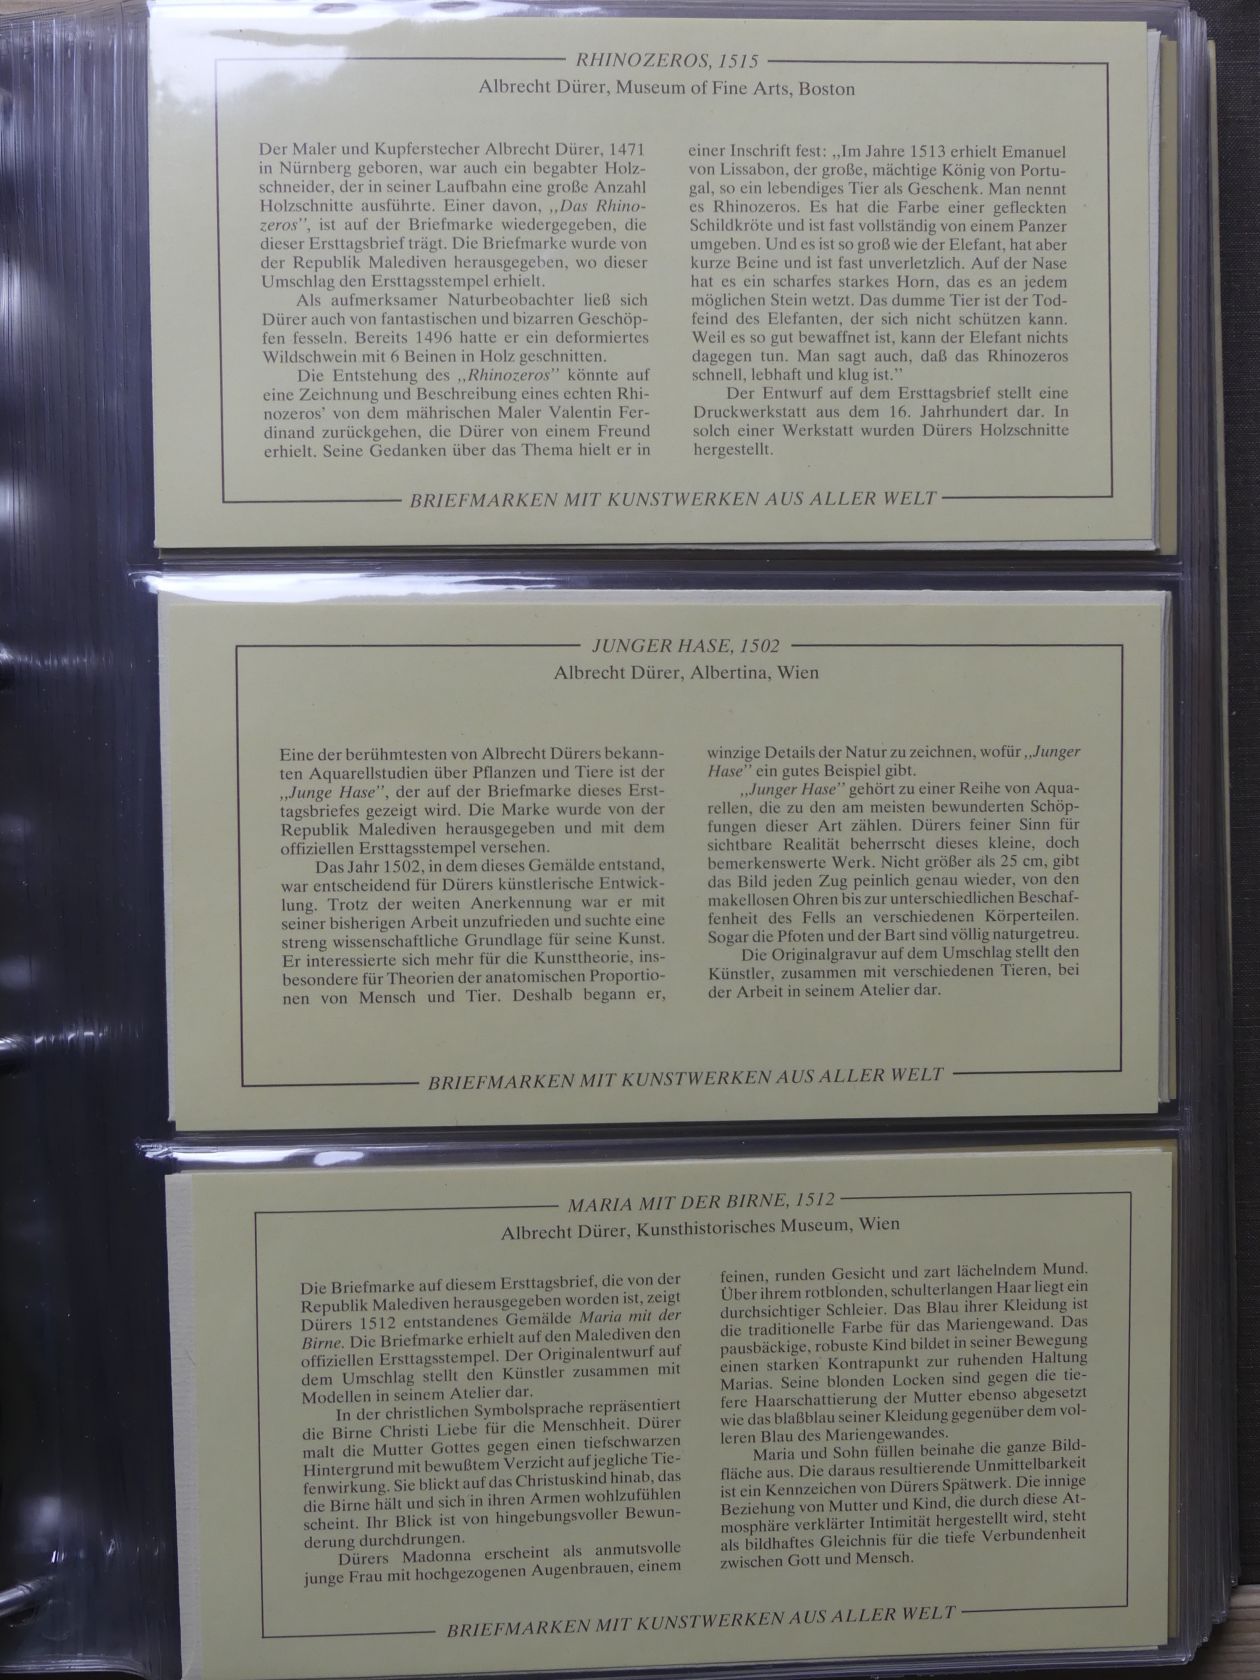 RHINOZEROS, 1515
Albrecht Dürer, Museum of Fine Arts, Boston
Der Maler und Kupferstecher Albrecht Dürer, 1471
in Nürnberg geboren, war auch ein begabter Holz-
schneider, der in seiner Laufbahn eine große Anzahl
Holzschnitte ausführte. Einer davon, „Das Rhino-
zeros”, ist auf der Briefmarke wiedergegeben, die
dieser Ersttagsbrief trägt. Die Briefmarke wurde von
der Republik Malediven herausgegeben, wo dieser
Umschlag den Ersttagsstempel erhielt.
Als aufmerksamer Naturbeobachter ließ sich
Dürer auch von fantastischen und bizarren Geschöp-
fen fesseln. Bereits 1496 hatte er ein deformiertes
Wildschwein mit 6 Beinen in Holz geschnitten.
Die Entstehung des „Rhinozeros” könnte auf
eine Zeichnung und Beschreibung eines echten Rhi-
nozeros’ von dem mährischen Maler Valentin Fer-
dinand zurückgehen, die Dürer von einem Freund
erhielt. Seine Gedanken über das Thema hielt er in
einer Inschrift fest: „Im Jahre 1513 erhielt Emanuel
von Lissabon, der große, mächtige König von Portu-
gal, so ein lebendiges Tier als Geschenk. Man nennt
es Rhinozeros. Es hat die Farbe einer gefleckten
Schildkröte und ist fast vollständig von einem Panzer
umgeben. Und es ist so groß wie der Elefant, hat aber
kurze Beine und ist fast unverletzlich. Auf der Nase
hat es ein scharfes starkes Horn, das es an jedem
möglichen Stein wetzt. Das dumme Tier ist der Tod-
feind des Elefanten, der sich nicht schützen kann.
Weil es so gut bewaffnet ist, kann der Elefant nichts
dagegen tun. Man sagt auch, daß das Rhinozeros
schnell, lebhaft und klug ist.”
Der Entwurf auf dem Ersttagsbrief stellt eine
Druckwerkstatt aus dem 16. Jahrhundert dar. In
solch einer Werkstatt wurden Dürers Holzschnitte
hergestellt.
BRIEFMARKEN MIT KUNSTWERKEN AUS ALLER WELT
JUNGER HASE, 1502
Albrecht Dürer, Albertina, Wien
Eine der berühmtesten von Albrecht Dürers bekann-
ten Aquarellstudien über Pflanzen und Tiere ist der
„Junge Hase”, der auf der Briefmarke dieses Erst-
tagsbriefes gezeigt wird. Die Marke wurde von der
Republik Malediven herausgegeben und mit dem
offiziellen Ersttagsstempel versehen.
Das Jahr 1502, in dem dieses Gemälde entstand,
war entscheidend für Dürers künstlerische Entwick-
lung. Trotz der weiten Anerkennung war er mit
seiner bisherigen Arbeit unzufrieden und suchte eine
streng wissenschaftliche Grundlage für seine Kunst.
Er interessierte sich mehr für die Kunsttheorie, ins-
besondere für Theorien der anatomischen Proportio-
nen von Mensch und Tier. Deshalb begann er,
winzige Details der Natur zu zeichnen, wofür „Junger
Hase” ein gutes Beispiel gibt.
„Junger Hase” gehört zu einer Reihe von Aqua-
rellen, die zu den am meisten bewunderten Schöp-
fungen dieser Art zählen. Dürers feiner Sinn für
sichtbare Realität beherrscht dieses kleine, doch
bemerkenswerte Werk. Nicht größer als 25 cm, gibt
das Bild jeden Zug peinlich genau wieder, von den
makellosen Ohren bis zur unterschiedlichen Beschaf-
fenheit des Fells an verschiedenen Körperteilen.
Sogar die Pfoten und der Bart sind völlig naturgetreu.
Die Originalgravur auf dem Umschlag stellt den
Künstler, zusammen mit verschiedenen Tieren, bei
der Arbeit in seinem Atelier dar.
BRIEFMARKEN MIT KUNSTWERKEN AUS ALLER WELT
MARIA MIT DER BIRNE, 1512
Albrecht Dürer, Kunsthistorisches Museum, Wien
Die Briefmarke auf diesem Ersttagsbrief, die von der
Republik Malediven herausgegeben worden ist, zeigt
Dürers 1512 entstandenes Gemälde Maria mit der
Birne. Die Briefmarke erhielt auf den Malediven den
offiziellen Ersttagsstempel. Der Originalentwurf auf
dem Umschlag stellt den Künstler zusammen mit
Modellen in seinem Atelier dar.
In der christlichen Symbolsprache repräsentiert
die Birne Christi Liebe für die Menschheit. Dürer
malt die Mutter Gottes gegen einen tiefschwarzen
Hintergrund mit bewußtem Verzicht auf jegliche Tie-
fenwirkung. Sie blickt auf das Christuskind hinab, das
die Birne hält und sich in ihren Armen wohlzufühlen
scheint. Ihr Blick ist von hingebungsvoller Bewun-
derung durchdrungen.
Dürers Madonna erscheint als anmutsvolle
junge Frau mit hochgezogenen Augenbrauen, einem
feinen, runden Gesicht und zart lächelndem Mund.
Über ihrem rotblonden, schulterlangen Haar liegt ein
durchsichtiger Schleier. Das Blau ihrer Kleidung ist
die traditionelle Farbe für das Mariengewand. Das
pausbäckige, robuste Kind bildet in seiner Bewegung
einen starken Kontrapunkt zur ruhenden Haltung
Marias. Seine blonden Locken sind gegen die tie-
fere Haarschattierung der Mutter ebenso abgesetzt
wie das blaßblau seiner Kleidung gegenüber dem vol-
leren Blau des Mariengewandes.
Maria und Sohn füllen beinahe die ganze Bild-
fläche aus. Die daraus resultierende Unmittelbarkeit
ist ein Kennzeichen von Dürers Spätwerk. Die innige
Beziehung von Mutter und Kind, die durch diese At-
mosphäre verklärter Intimität hergestellt wird, steht
als bildhaftes Gleichnis für die tiefe Verbundenheit
zwischen Gott und Mensch.
BRIEFMARKEN MIT KUNSTWERKEN AUS ALLER WELT